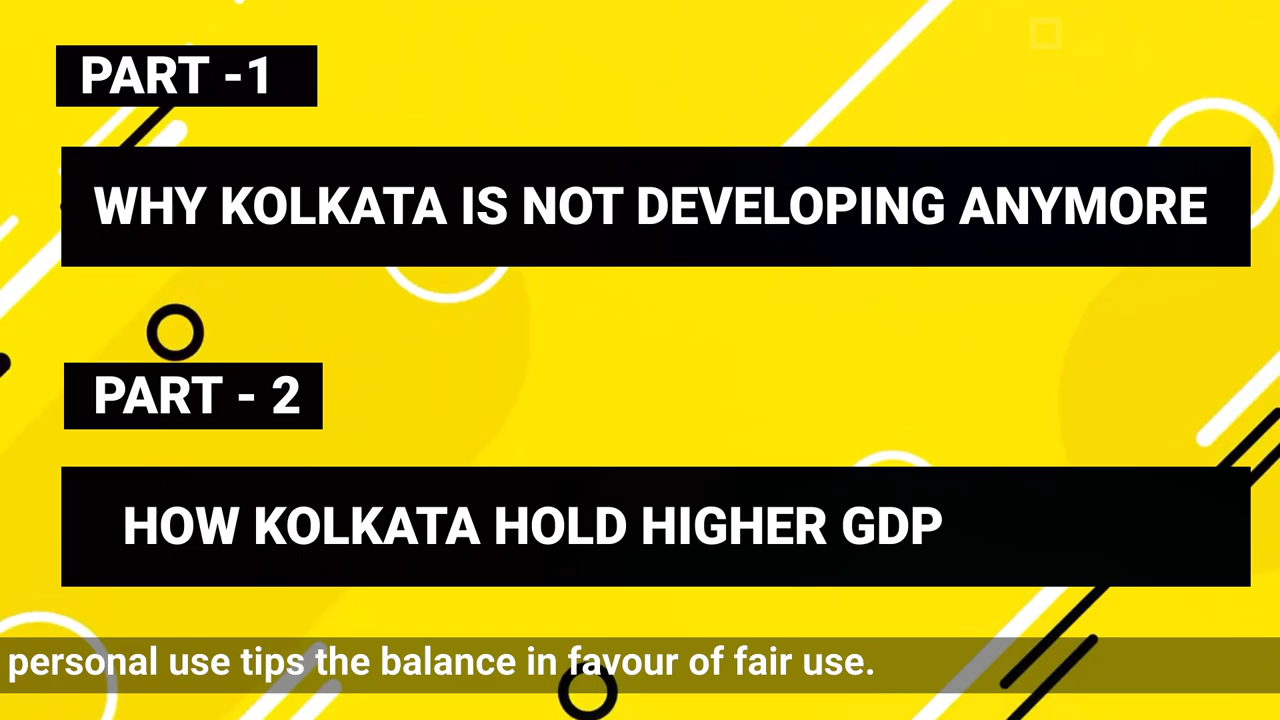 PART -1
WHY KOLKATA IS NOT DEVELOPING ANYMORE
PART - 2
HOW KOLKATA HOLD HIGHER GDP
personal use tips the balance in favour of fair use.